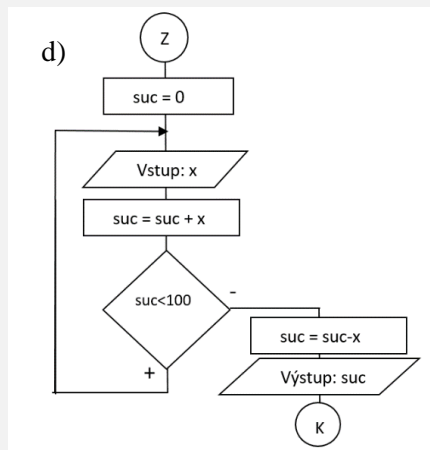 d)
Z
suc = 0
Vstup: x
suc = suc + x
suc<100
-
+
suc = suc-x
Výstup: suc
K